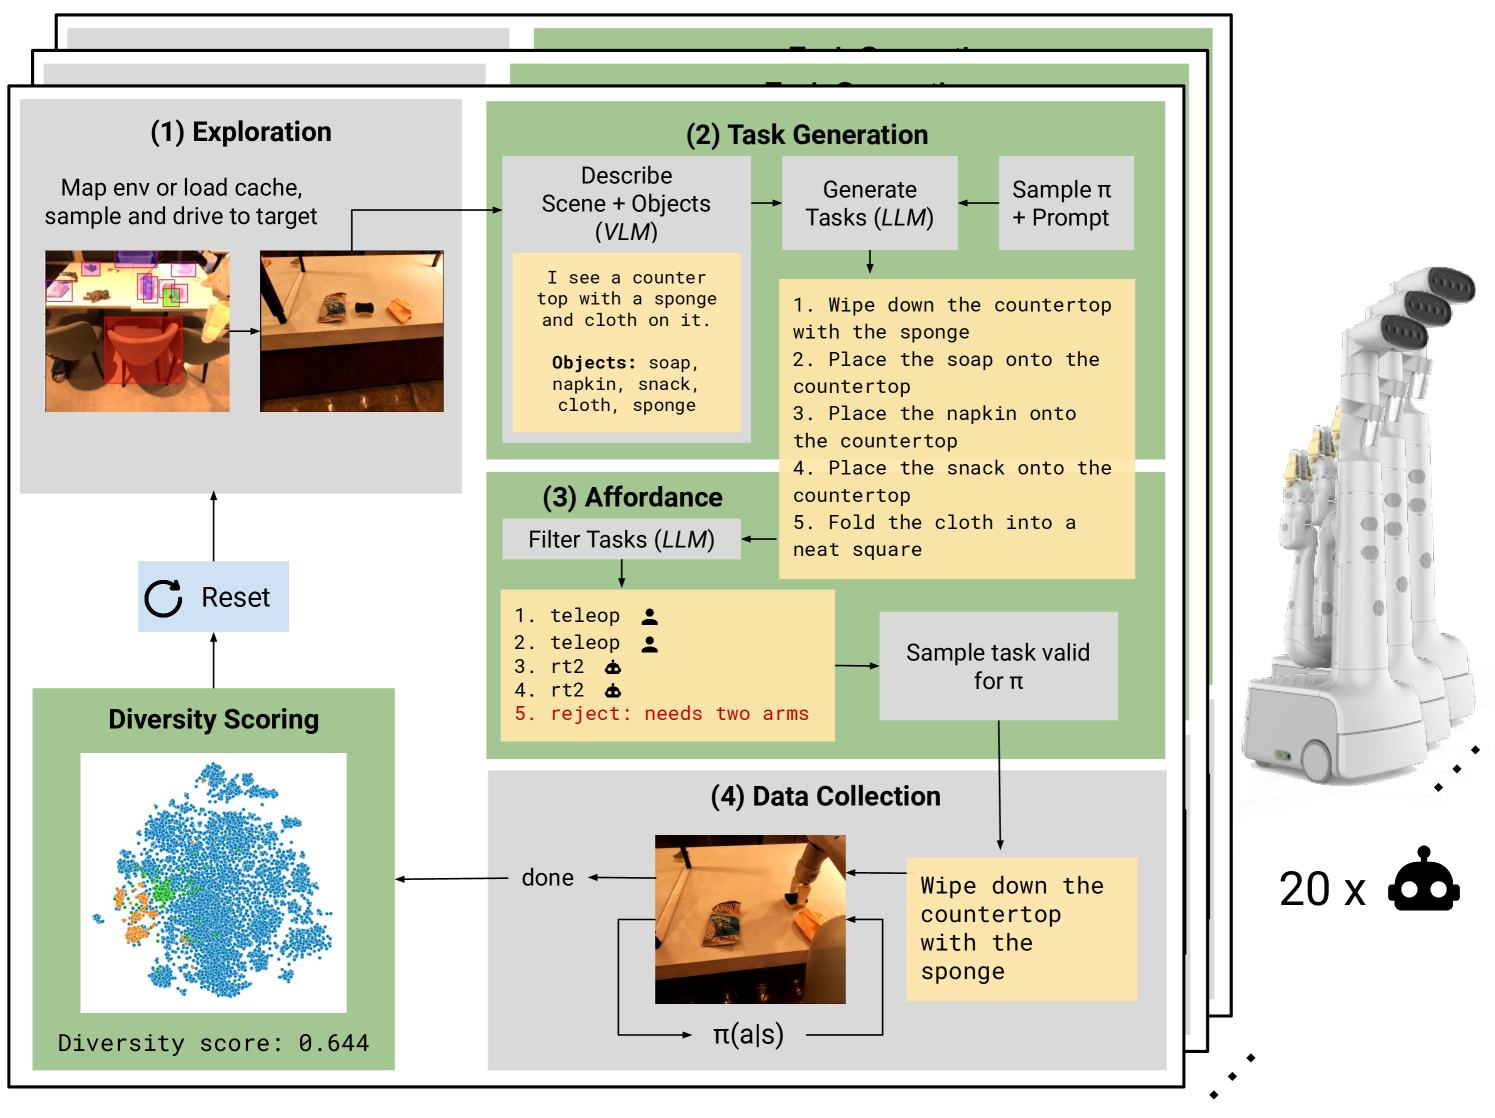 (1) Exploration
Map env or load cache,
sample and drive to target
(2) Task Generation
Describe
Scene + Objects
(VLM)
I see a counter
top with a sponge
and cloth on it.
Objects: soap,
napkin, snack,
cloth, sponge
Generate
Tasks (LLM)
Sample π
+ Prompt
1. Wipe down the countertop
with the sponge
2. Place the soap onto the
countertop
3. Place the napkin onto
the countertop
4. Place the snack onto the
countertop
5. Fold the cloth into a
neat square
(3) Affordance
Filter Tasks (LLM)
1. teleop
2. teleop
3. rt2
4. rt2
5. reject: needs two arms
Sample task valid
for π
(4) Data Collection
Wipe down the
countertop
with the
sponge
π(a|s)
done
Diversity Scoring
Diversity score: 0.644
Reset
20 x